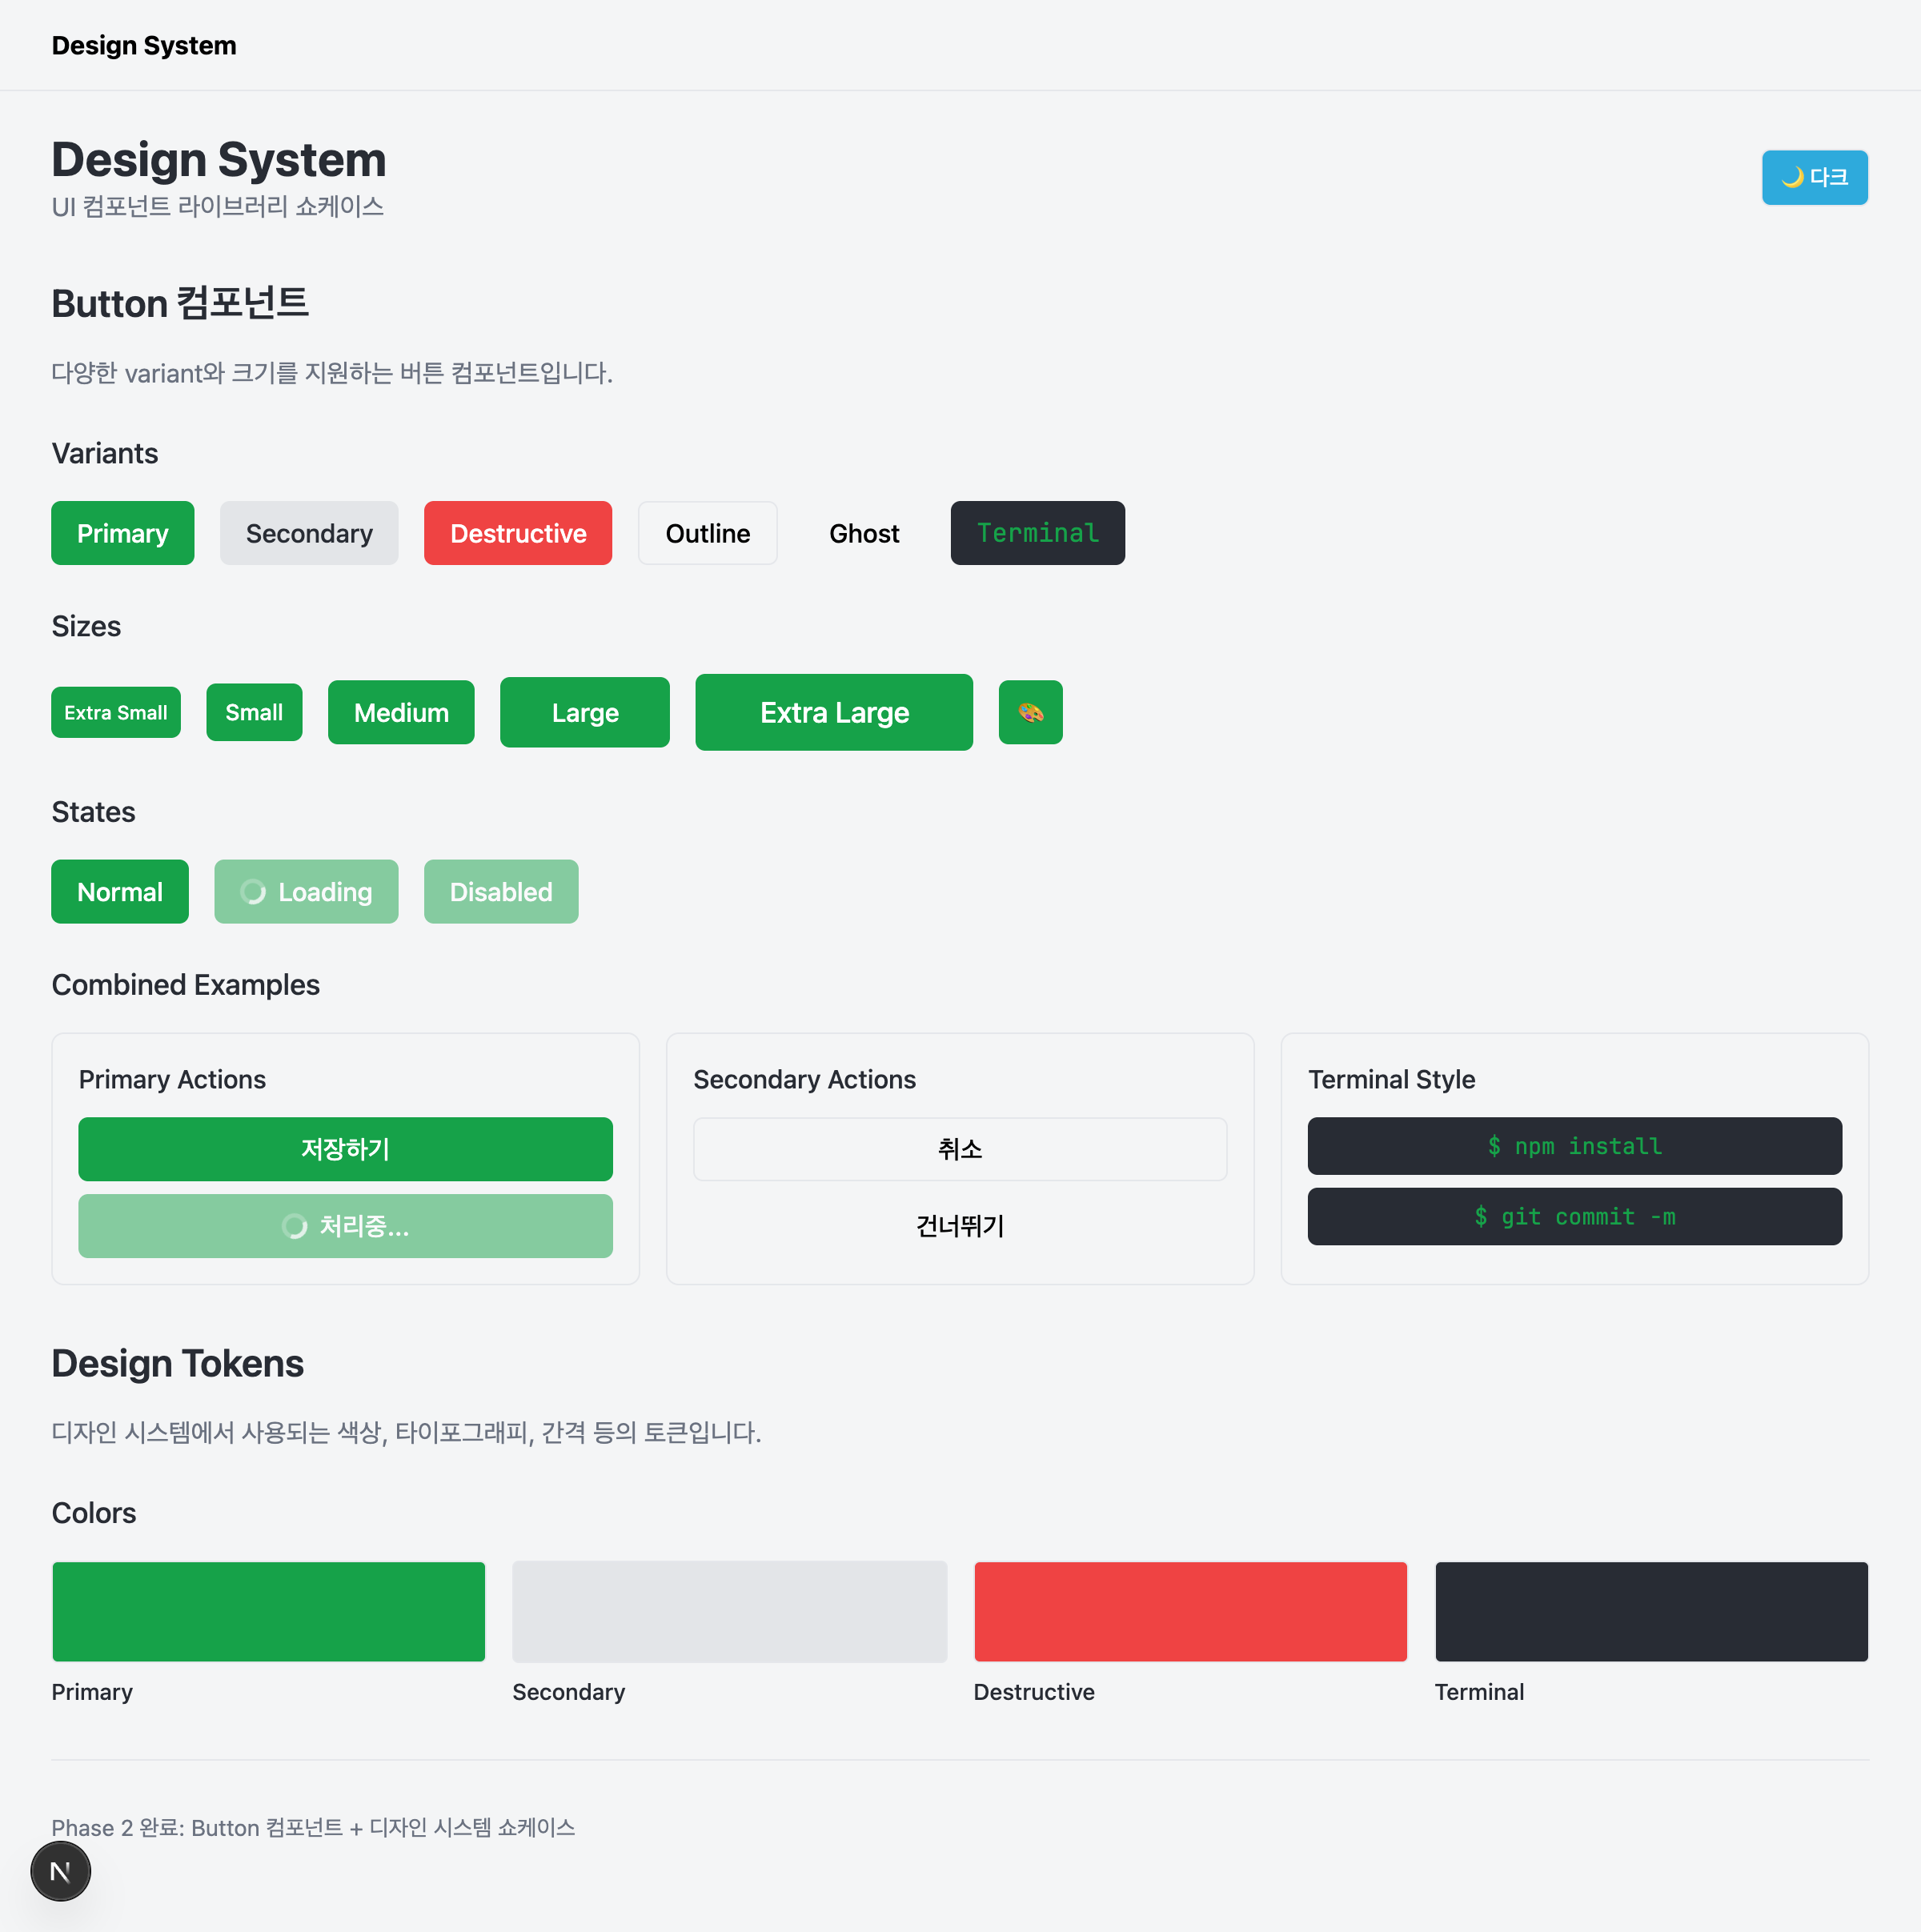 Design System
Design System
UI 컴포넌트 라이브러리 쇼케이스
🌙 다크
Button 컴포넌트
다양한 variant와 크기를 지원하는 버튼 컴포넌트입니다.
Variants
Primary Secondary Destructive Outline Ghost Terminal
Sizes
Extra Small Small Medium Large Extra Large 🎨
States
Normal Loading Disabled
Combined Examples
Primary Actions
저장하기
처리중...
Secondary Actions
취소
건너뛰기
Terminal Style
$ npm install
$ git commit -m
Design Tokens
디자인 시스템에서 사용되는 색상, 타이포그래피, 간격 등의 토큰입니다.
Colors
Primary Secondary Destructive Terminal
Phase 2 완료: Button 컴포넌트 + 디자인 시스템 쇼케이스
N